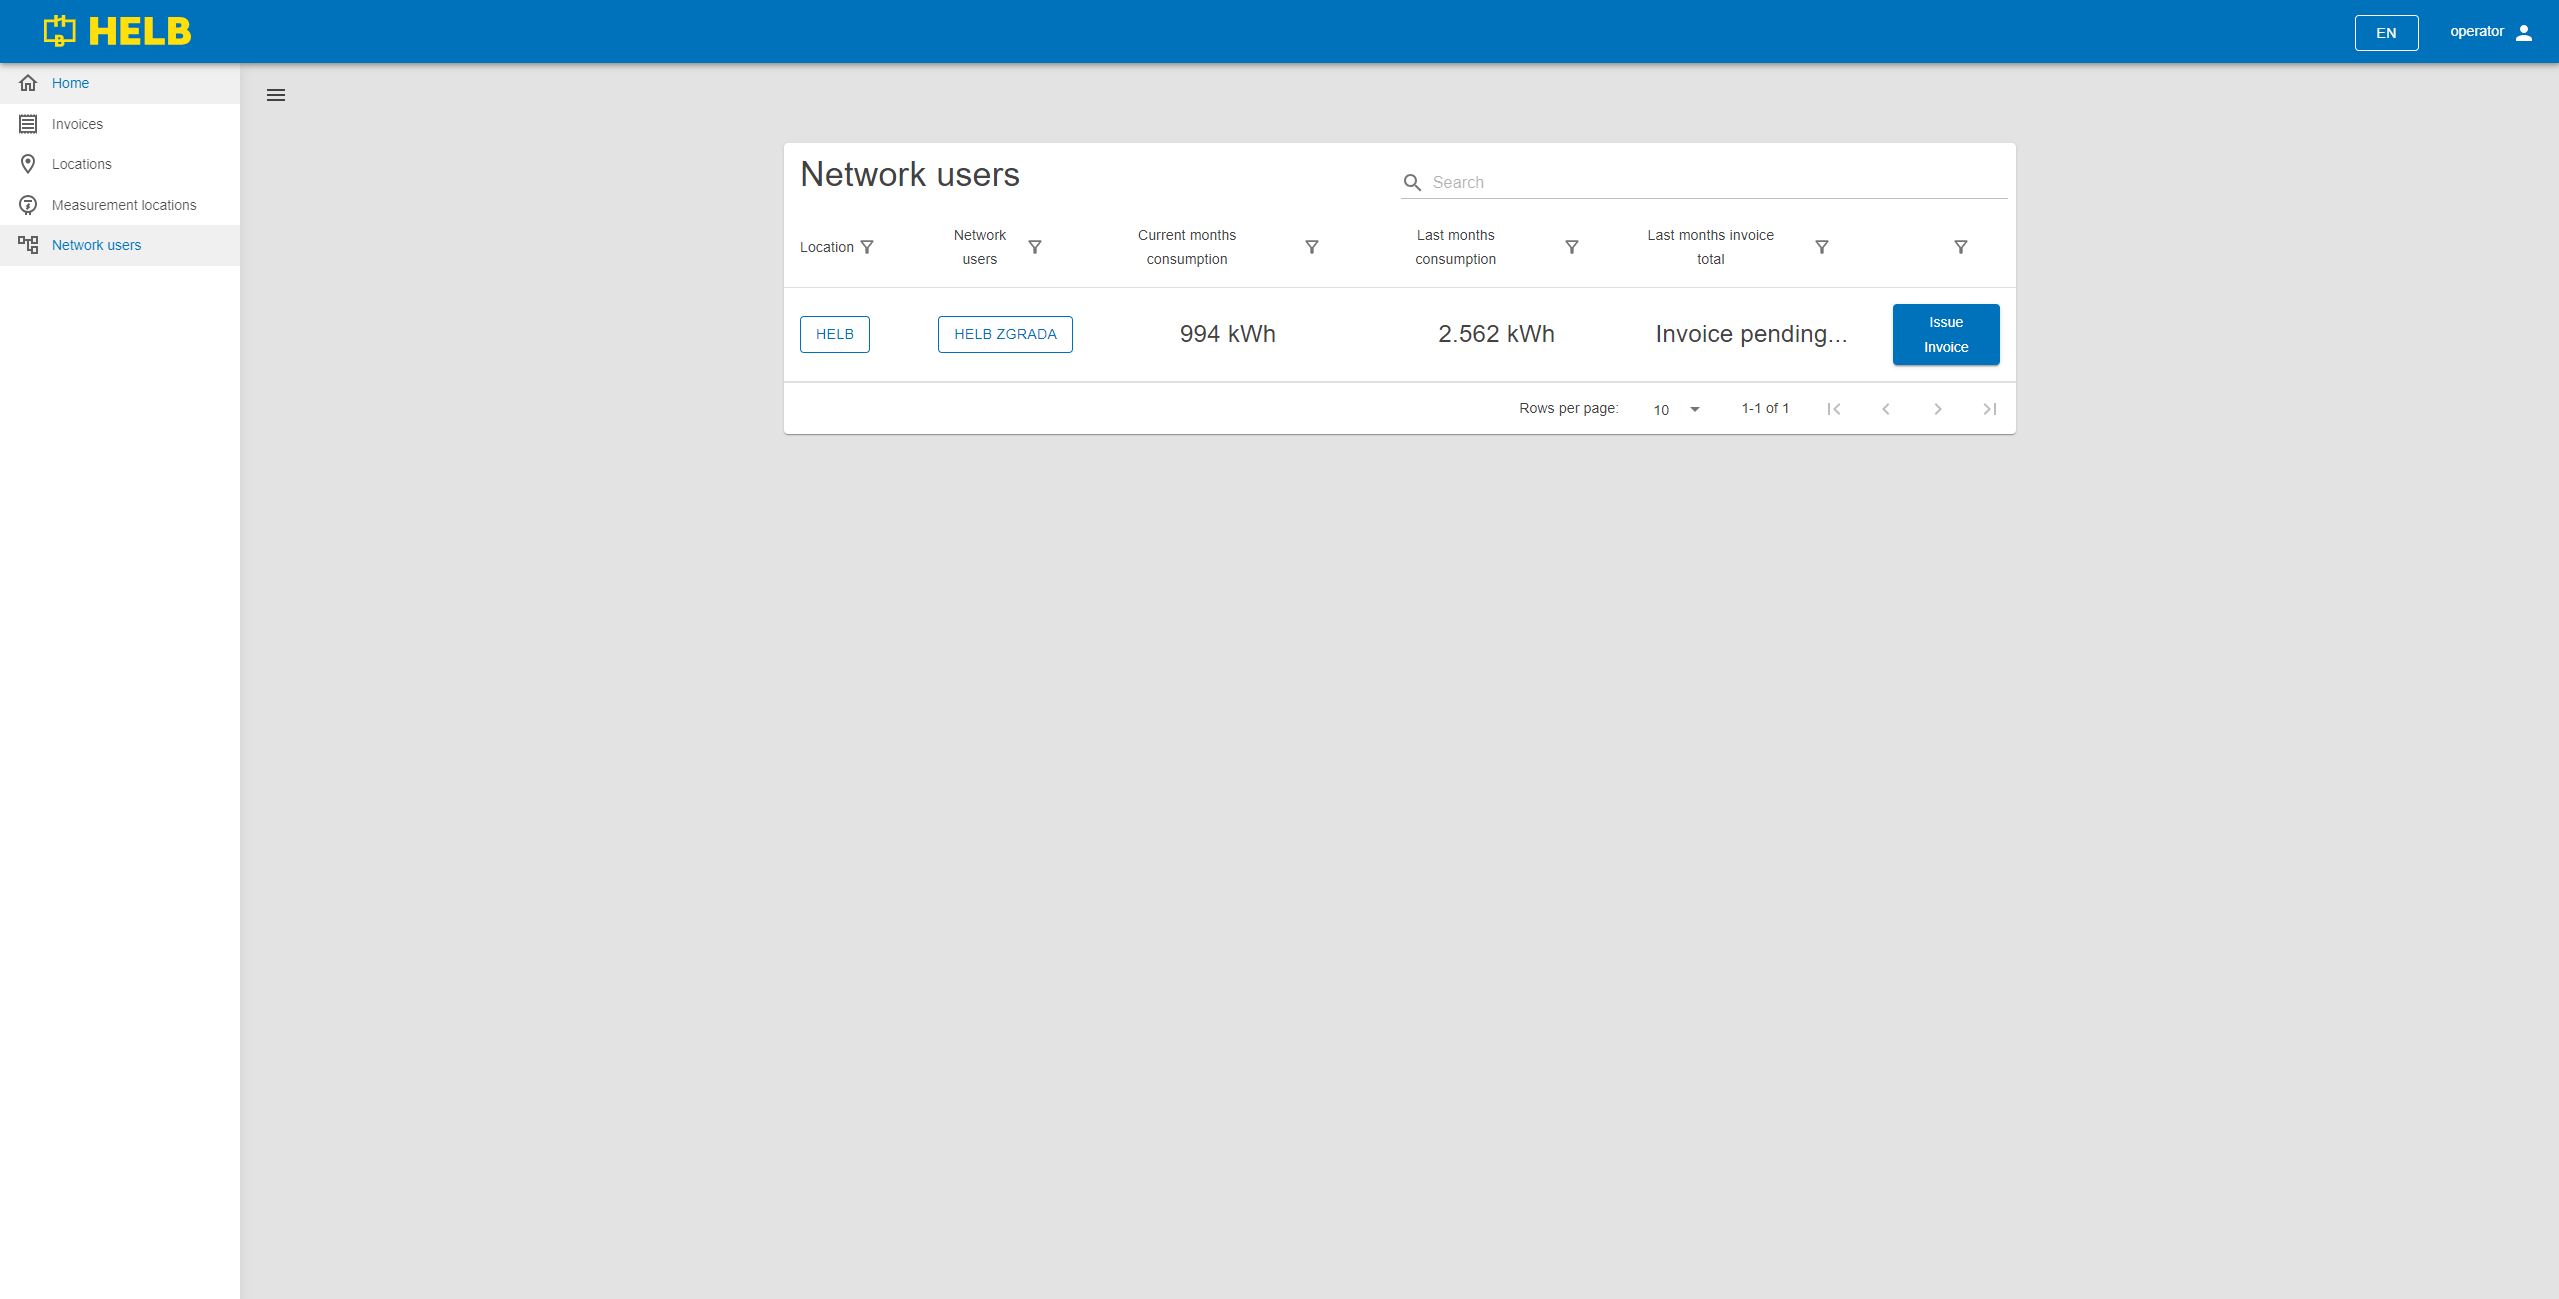 HELB
EN
operator
Home
Invoices
Locations
Measurement locations
Network users
Network users
Search
Location
Network
users
Current months
consumption
Last months
consumption
Last months invoice
total
HELB
HELB ZGRADA
994 kWh
2.562 kWh
Invoice pending...
Issue
Invoice
Rows per page:
10
1-1 of 1